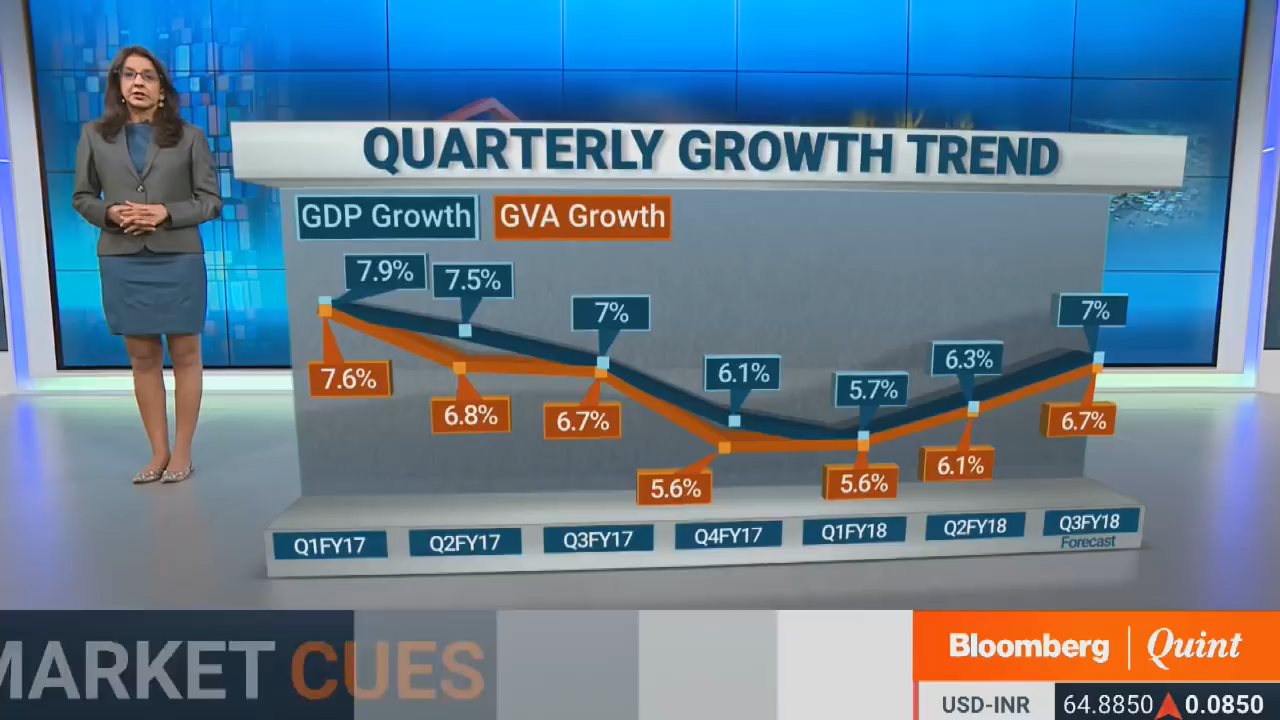 QUARTERLY GROWTH TREND
GDP Growth GVA Growth
7.9% 7.5% 7% 6.1% 5.7% 6.3% 7%
7.6% 6.8% 6.7% 5.6% 5.6% 6.1% 6.7%
Q1FY17 Q2FY17 Q3FY17 Q4FY17 Q1FY18 Q2FY18 Q3FY18
Forecast
MARKET CUES
Bloomberg | Quint
USD-INR 64.8850 0.0850